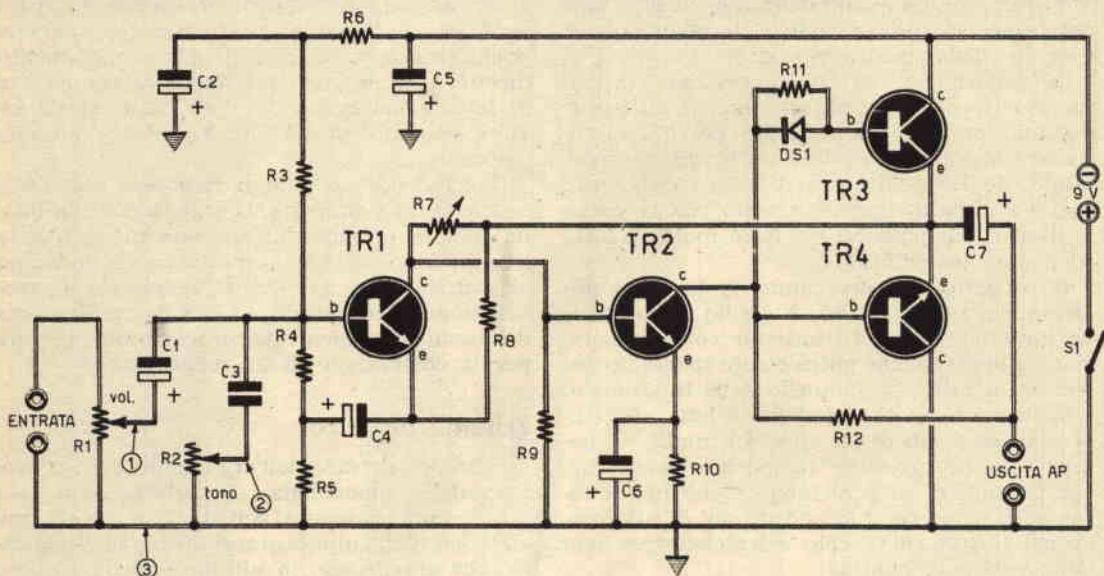 R6
C2
+
C5
+
R11
c
b
DS1
e
R3
TR3
−
9 V
+
R7
TR1
TR2
TR4
+
C7
c
b
e
R4
R8
c
b
e
e
b
c
S1
C1
+
C3
ENTRATA
vol.
R1
1
R2
tono
2
C4
+
R5
R9
C6
+
R10
R12
USCITA AP
3